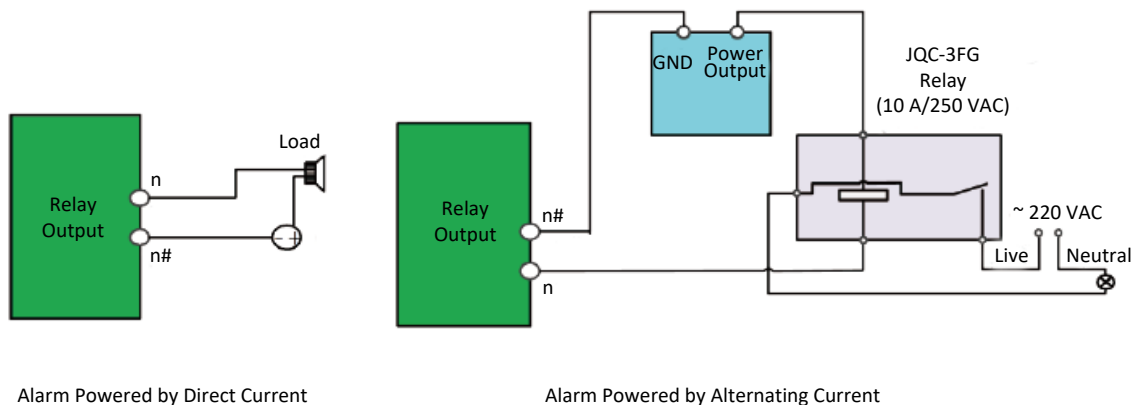 Relay
Output
n
n#
Load
Relay
Output
n#
n
GND
Power
Output
JQC-3FG
Relay
(10 A/250 VAC)
~ 220 VAC
Live
Neutral
Alarm Powered by Direct Current
Alarm Powered by Alternating Current